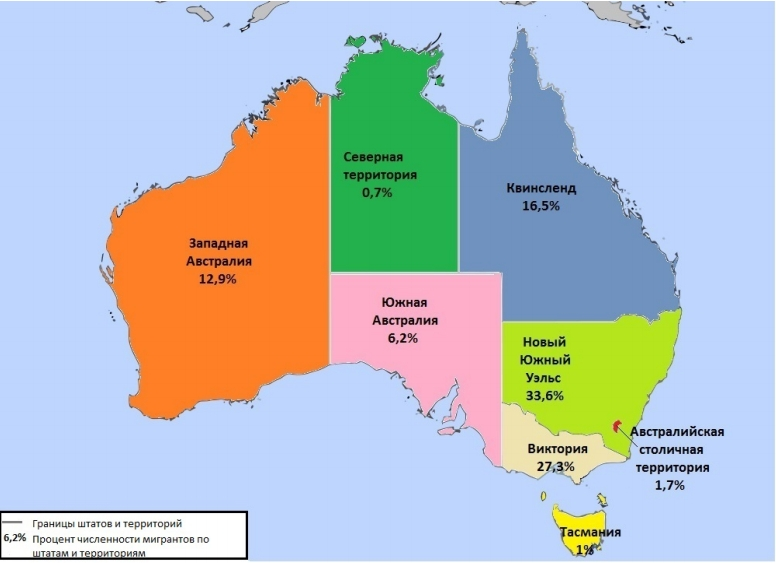 Северная
территория
0,7%
Квинсленд
16,5%
Западная
Австралия
12,9%
Южная
Австралия
6,2%
Новый
Южный
Уэльс
33,6%
Австралийская
столичная
территория
1,7%
Виктория
27,3%
Тасмания
1%
Границы штатов и территорий
6,2% Процент численности мигрантов по
штатам и территориям